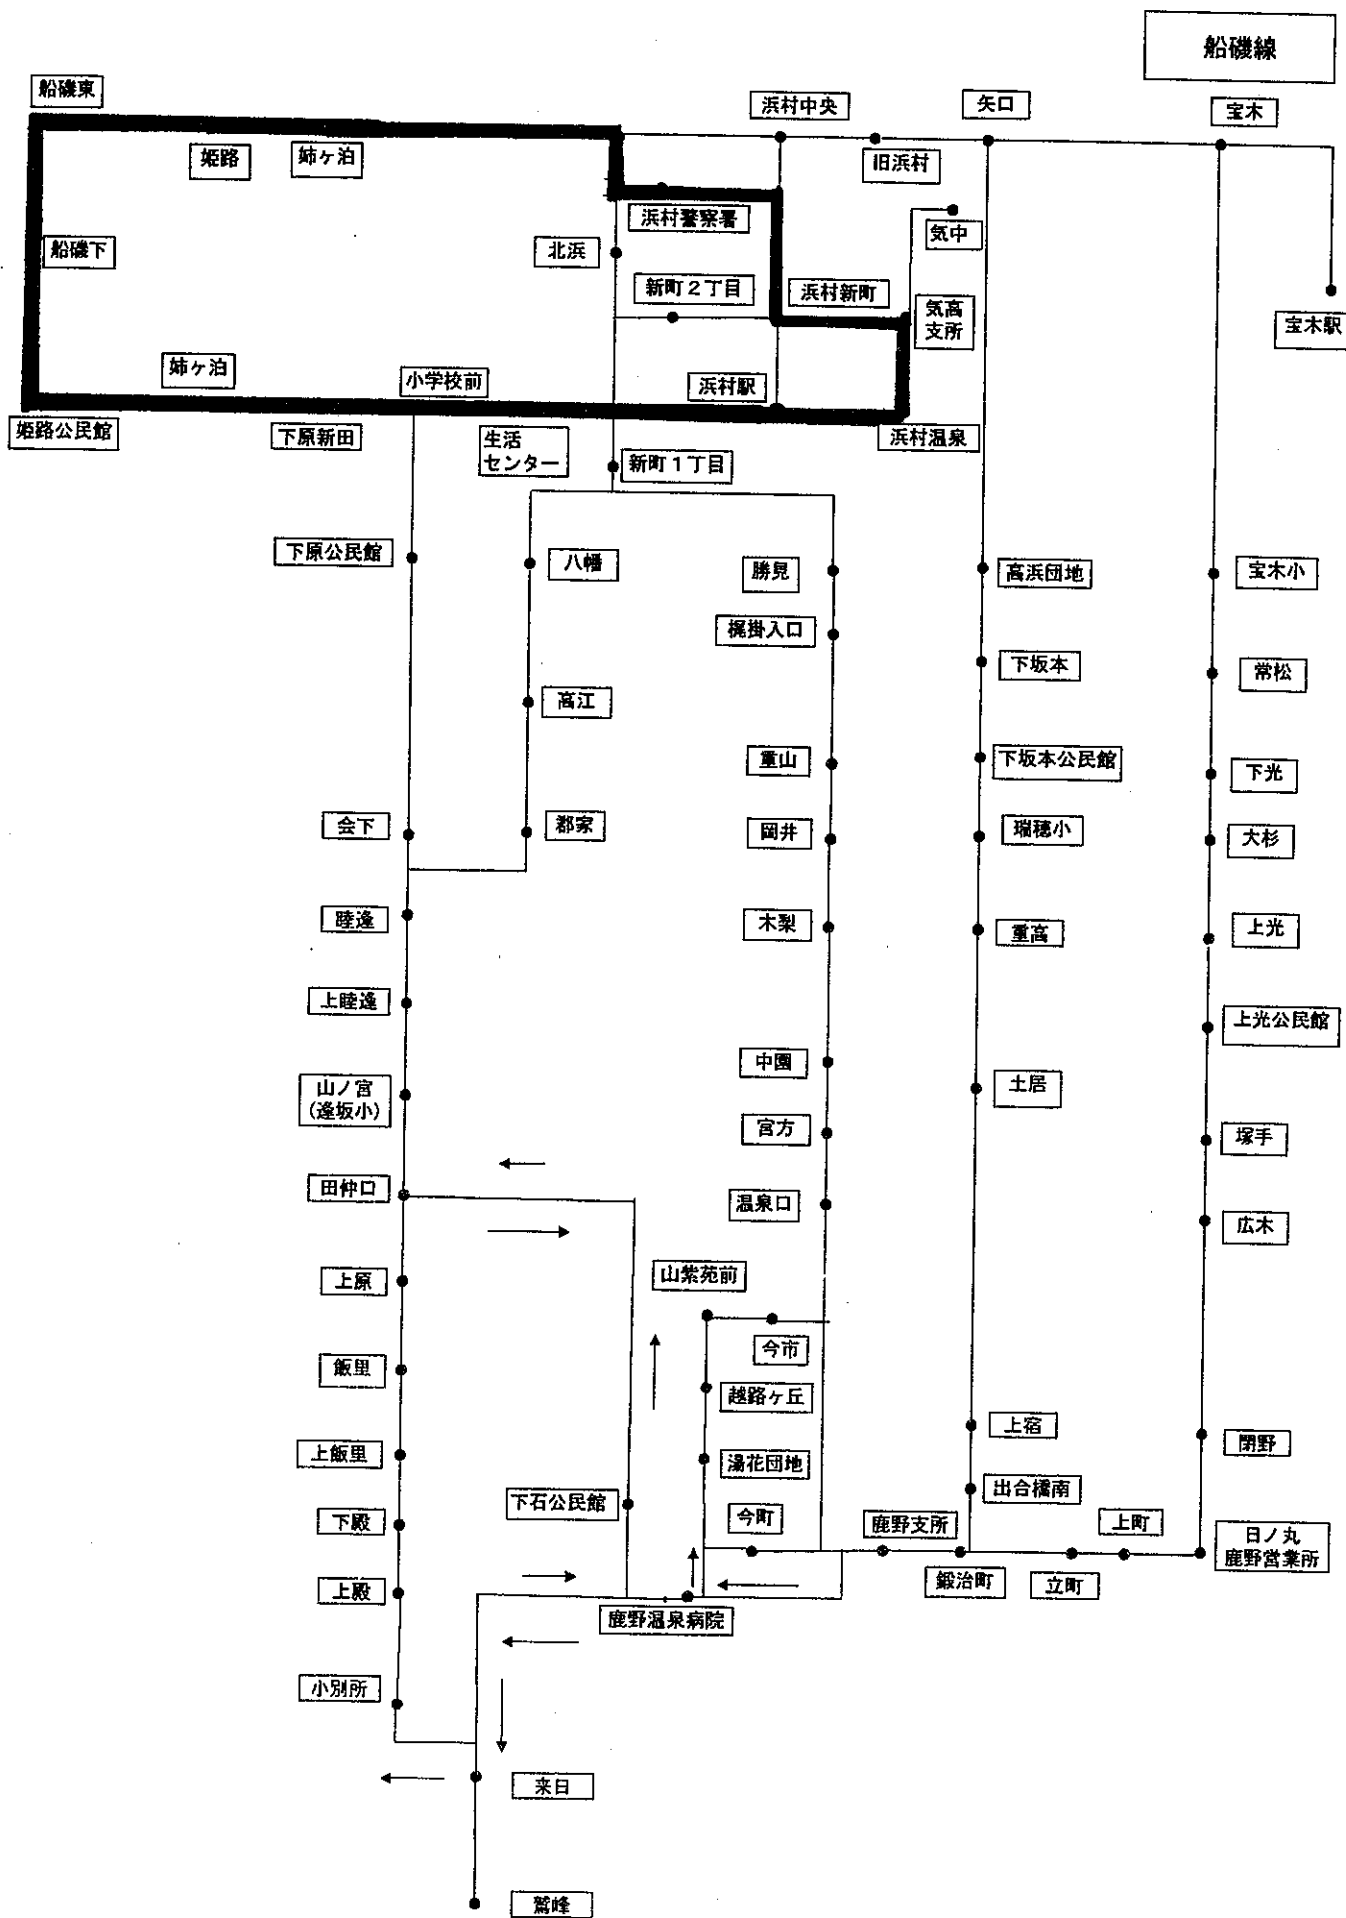 船磯線
船磯東
浜村中央
矢口
宝木
姫路
姉ヶ泊
旧浜村
浜村警察署
気中
船磯下
北浜
新町2丁目
浜村新町
気高
支所
宝木駅
姉ヶ泊
小学校前
浜村駅
姫路公民館
下原新田
生活
センター
浜村温泉
新町1丁目
下原公民館
八幡
勝見
高浜団地
宝木小
梶掛入口
下坂本
常松
高江
重山
下坂本公民館
下光
会下
郡家
岡井
瑞穂小
大杉
睦逢
木梨
重高
上光
上睦逢
上光公民館
山ノ宮
(逢坂小)
中園
土居
宮方
塚手
田仲口
温泉口
広木
上原
山紫苑前
今市
飯里
越路ヶ丘
上宿
閉野
上飯里
湯花団地
出合橋南
下石公民館
下殿
今町
鹿野支所
上町
日ノ丸
鹿野営業所
上殿
鍛治町
立町
鹿野温泉病院
小別所
来日
鷲峰